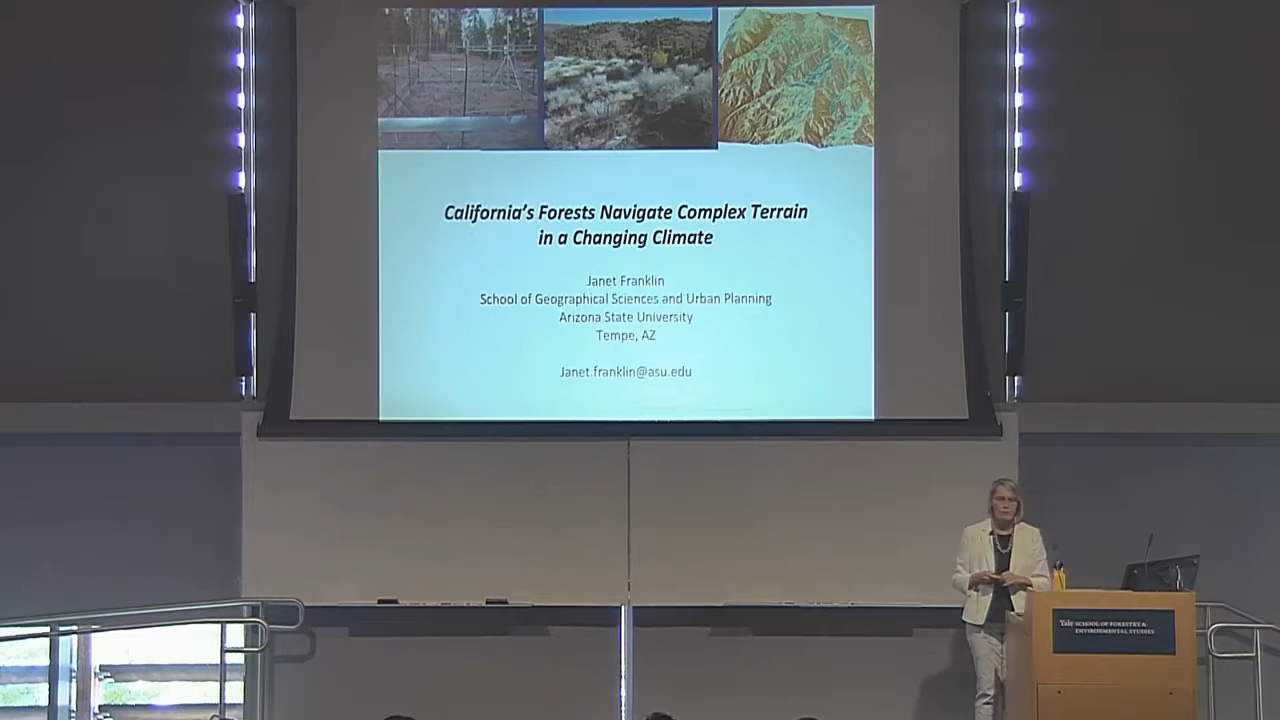 California's Forests Navigate Complex Terrain
in a Changing Climate
Janet Franklin
School of Geographical Sciences and Urban Planning
Arizona State University
Tempe, AZ
Janet.franklin@asu.edu
Yale SCHOOL OF FORESTRY &
ENVIRONMENTAL STUDIES